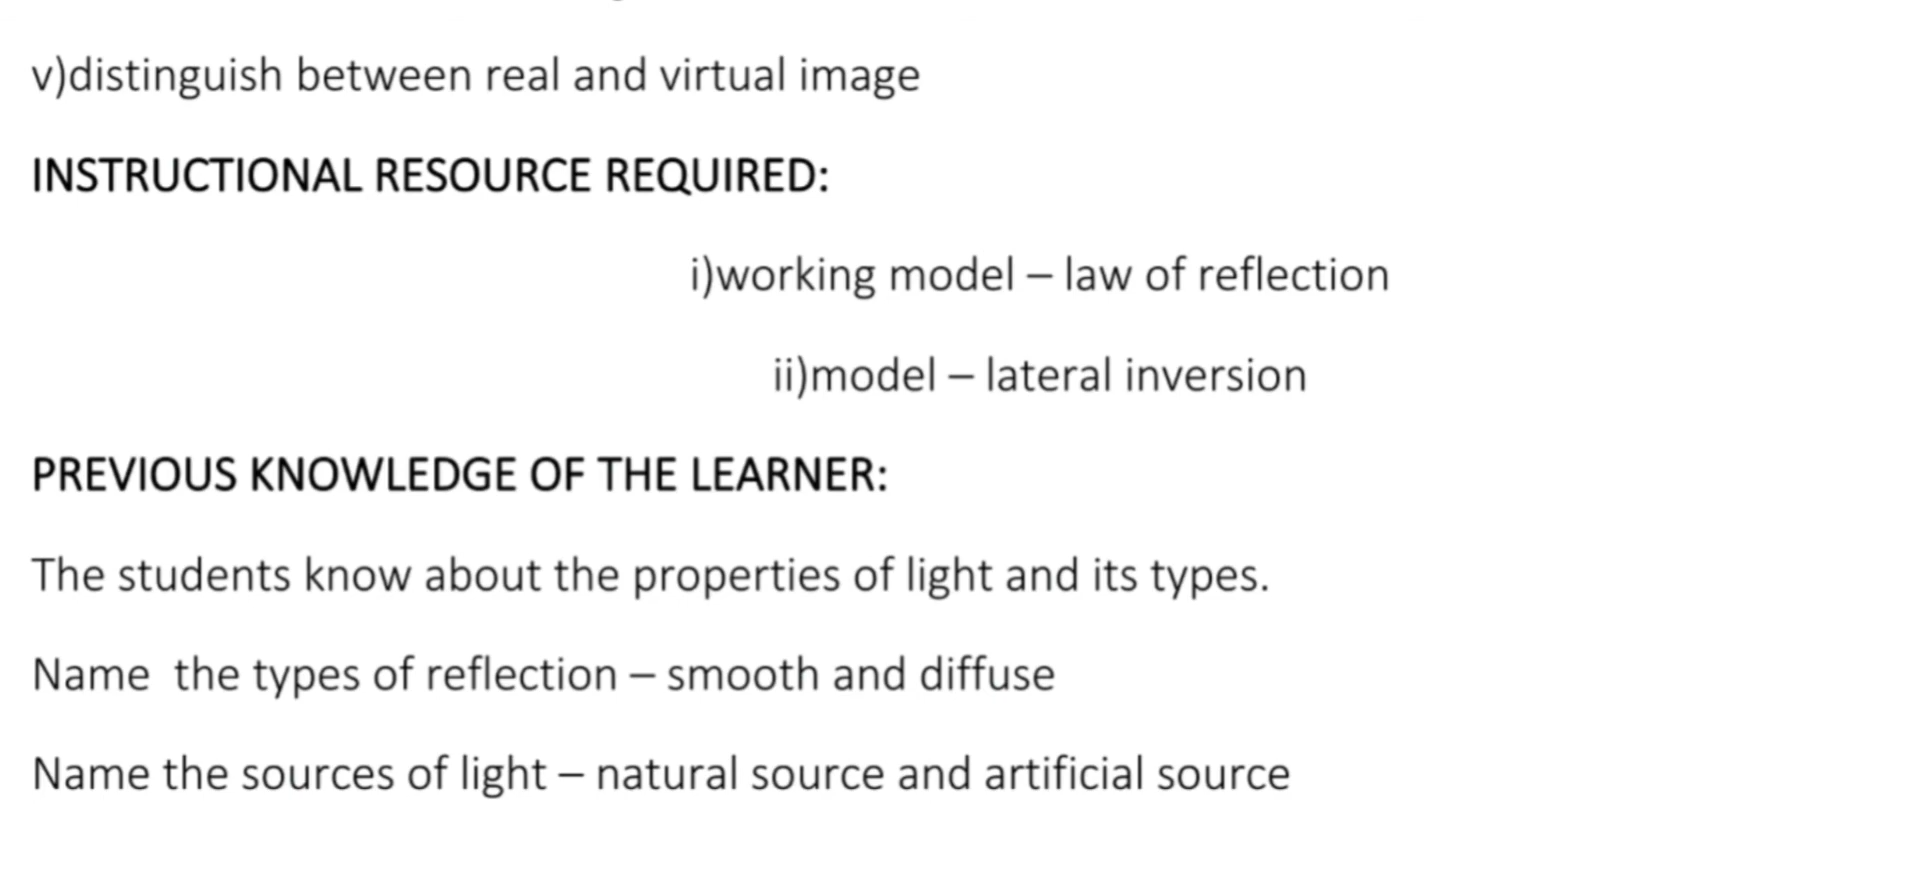 v)distinguish between real and virtual image
INSTRUCTIONAL RESOURCE REQUIRED:
i)working model – law of reflection
ii)model – lateral inversion
PREVIOUS KNOWLEDGE OF THE LEARNER:
The students know about the properties of light and its types.
Name  the types of reflection – smooth and diffuse
Name the sources of light – natural source and artificial source